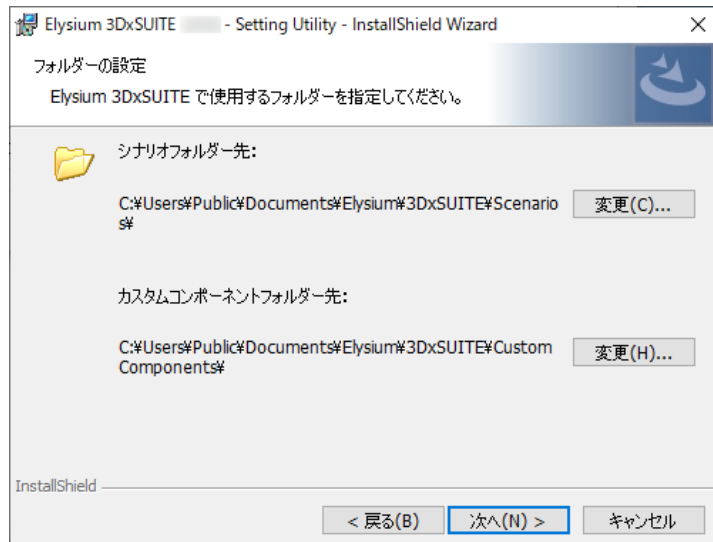 Elysium 3DxSUITE - Setting Utility - InstallShield Wizard
フォルダーの設定
Elysium 3DxSUITE で使用するフォルダーを指定してください。
シナリオフォルダー先:
C:¥Users¥Public¥Documents¥Elysium¥3DxSUITE¥Scenario
s¥
変更(C)...
カスタムコンポーネントフォルダー先:
C:¥Users¥Public¥Documents¥Elysium¥3DxSUITE¥Custom
Components¥
変更(H)...
InstallShield
< 戻る(B)
次へ(N) >
キャンセル